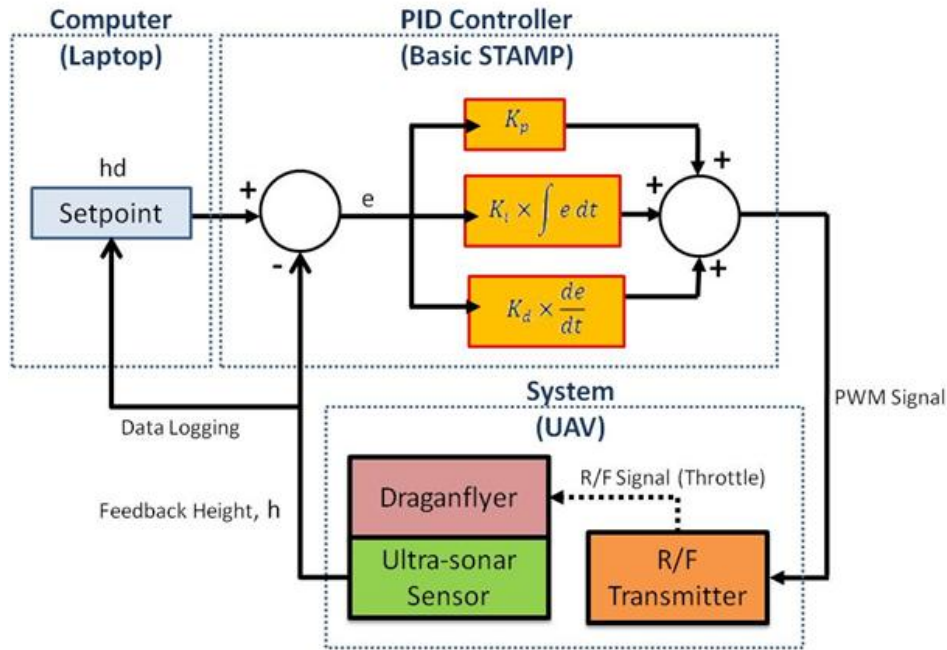 Computer
(Laptop)
PID Controller
(Basic STAMP)
hd
Setpoint
+
-
e
K_p
K_i × ∫ e dt
K_d × de/dt
+
+
+
PWM Signal
Data Logging
Feedback Height, h
System
(UAV)
R/F Signal (Throttle)
Draganflyer
Ultra-sonar
Sensor
R/F
Transmitter